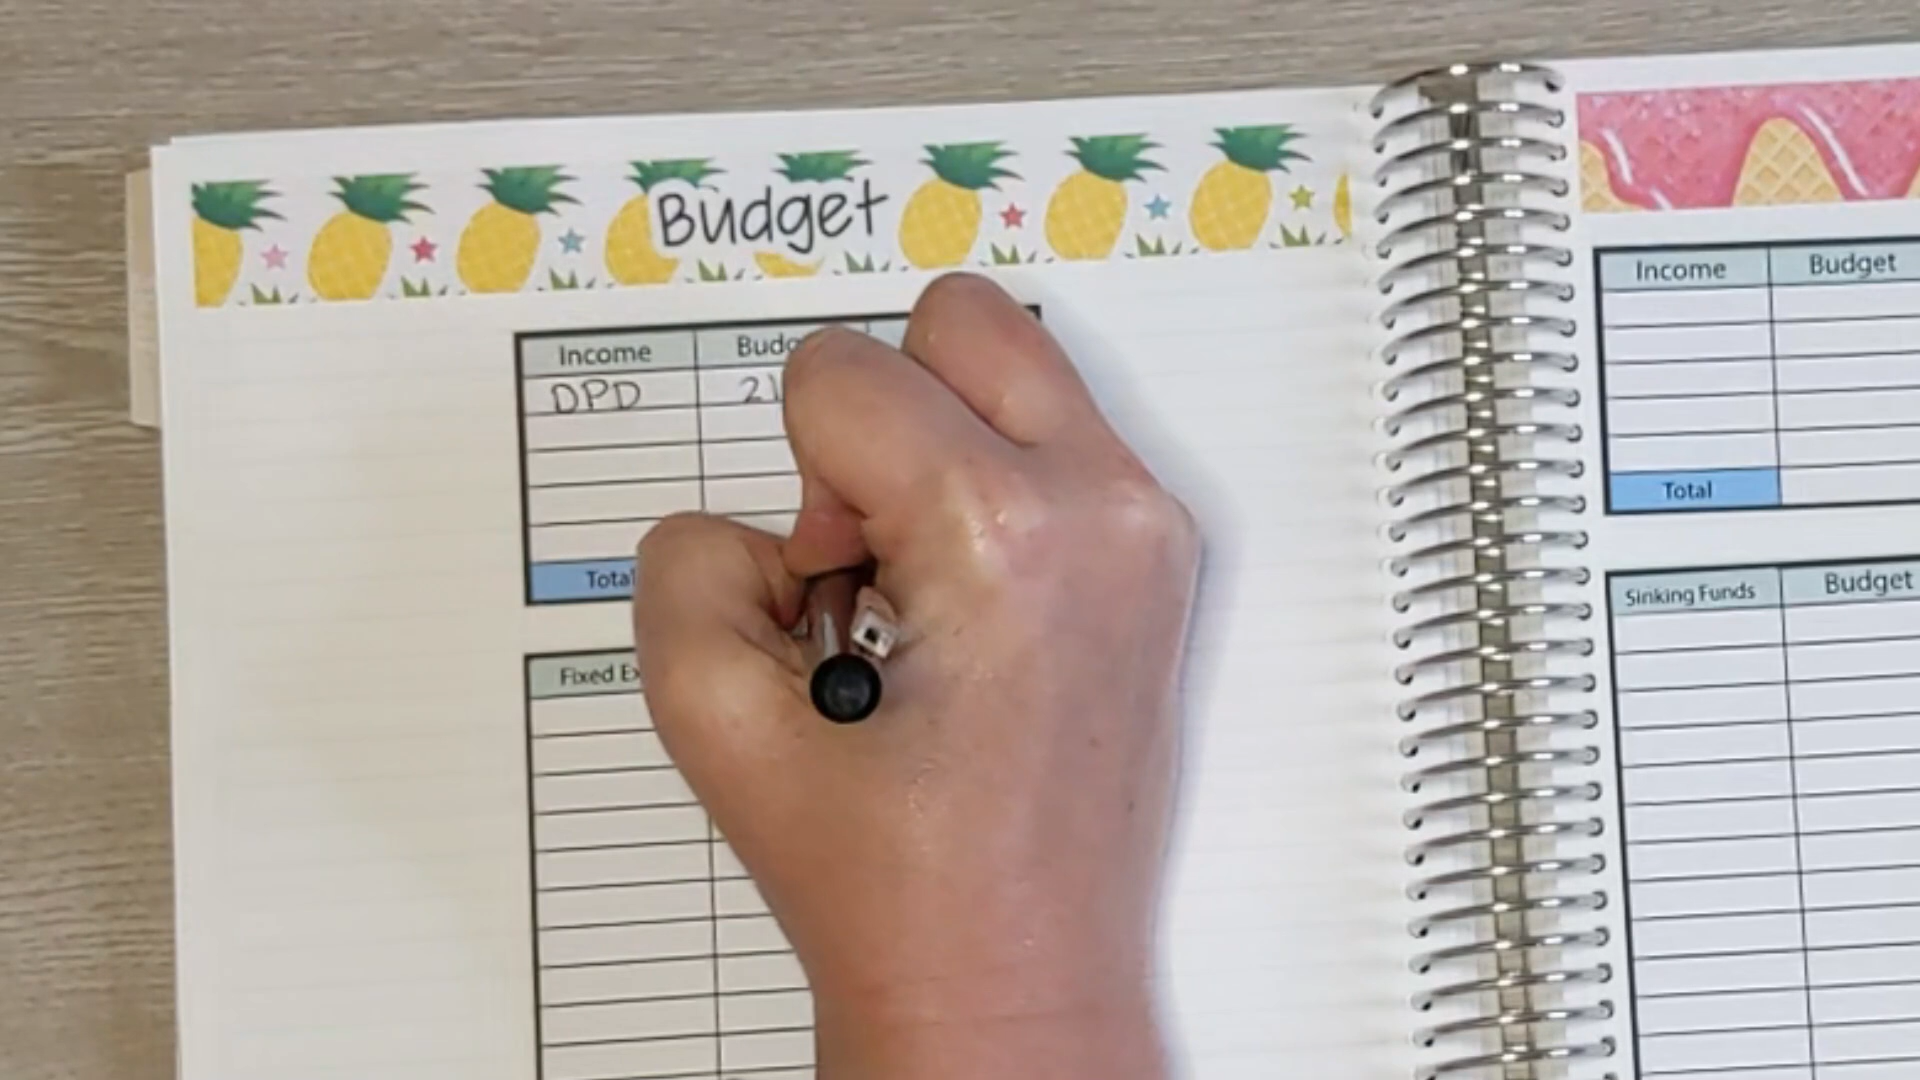 Budget
Income Budg
DPD 21
Total
Fixed Ex
Income Budget
Total
Sinking Funds Budget